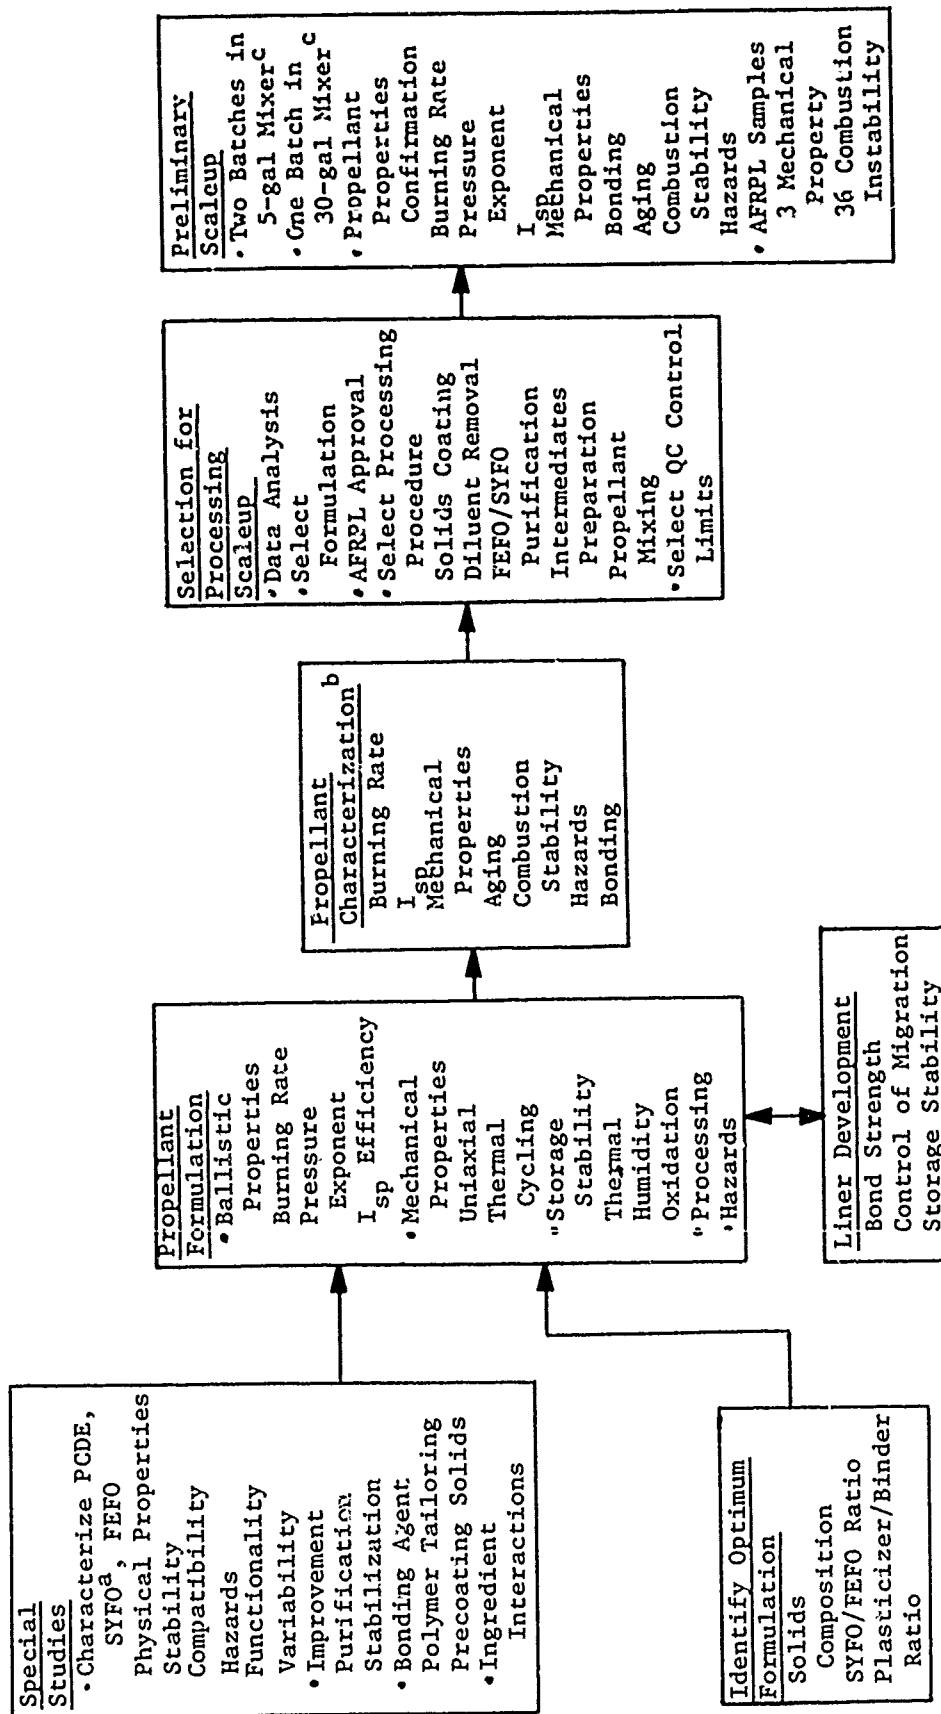 Special
Studies
• Characterize PCDE,
SYFOa, FEFO
Physical Properties
Stability
Compatibility
Hazards
Functionality
Variability
• Improvement
Purification
Stabilization
• Bonding Agent
Polymer Tailoring
Precoating Solids
• Ingredient
Interactions
Identify Optimum
Formulation
Solids
Composition
SYFO/FEFO Ratio
Plasticizer/Binder
Ratio
Propellant
Formulation
• Ballistic
Properties
Burning Rate
Pressure
Exponent
Isp Efficiency
• Mechanical
Properties
Uniaxial
Thermal
Cycling
"Storage
Stability
Thermal
Humidity
Oxidation
"Processing
• Hazards
Liner Development
Bond Strength
Control of Migration
Storage Stability
Propellant
Characterization b
Burning Rate
Isp
Mechanical
Properties
Aging
Combustion
Stability
Hazards
Bonding
Selection for
Processing
Scaleup
• Data Analysis
• Select
Formulation
• AFRPL Approval
• Select Processing
Procedure
Solids Coating
Diluent Removal
FEFO/SYFO
Purification
Intermediates
Preparation
Propellant
Mixing
• Select QC Control
Limits
Preliminary
Scaleup
• Two Batches in
5-gal Mixer c
• One Batch in
30-gal Mixer c
• Propellant
Properties
Confirmation
Burning Rate
Pressure
Exponent
Isp
Mechanical
Properties
Bonding
Aging
Combustion
Stability
Hazards
• AFRPL Samples
3 Mechanical
Property
36 Combustion
Instability